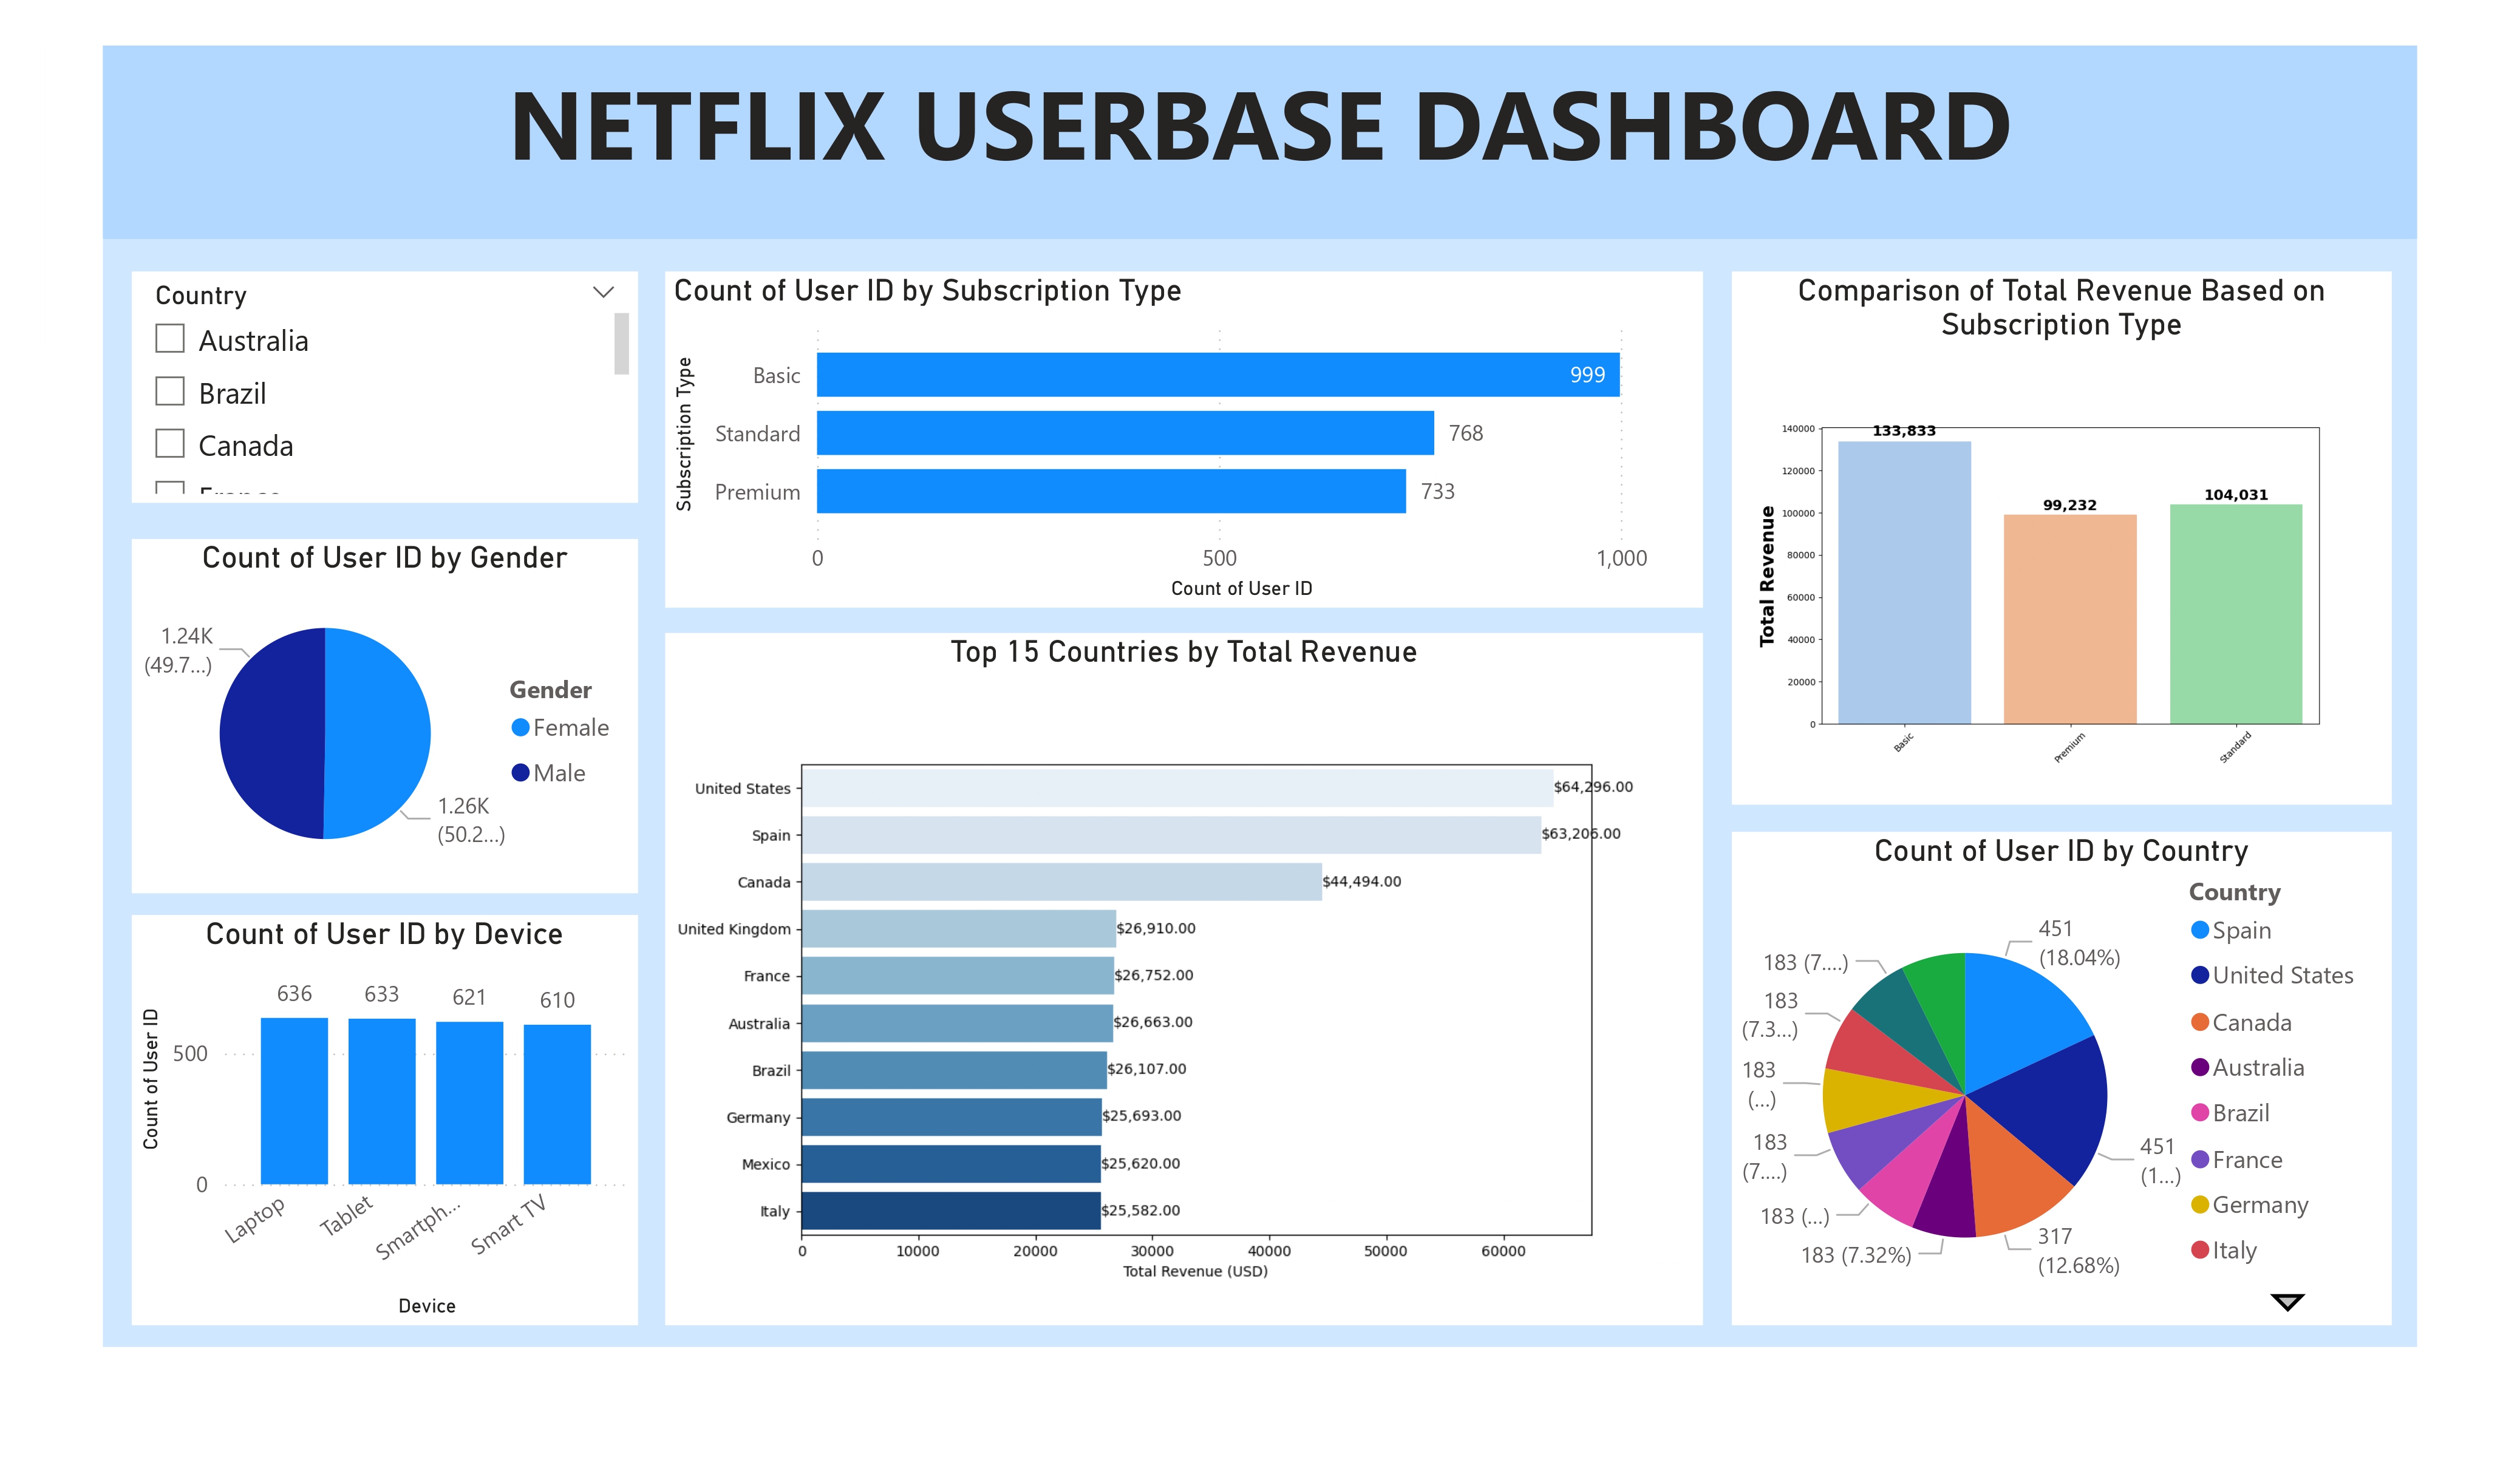 NETFLIX USERBASE DASHBOARD
Country
Australia
Brazil
Canada
Count of User ID by Gender
1.24K
(49.7...)
1.26K
(50.2...)
Gender
Female
Male
Count of User ID by Device
Count of User ID
500
0
636
633
621
610
Laptop
Tablet
Smartph...
Smart TV
Device
Count of User ID by Subscription Type
Subscription Type
Basic
999
Standard
768
Premium
733
0
500
1,000
Count of User ID
Top 15 Countries by Total Revenue
United States
$64,296.00
Spain
$63,206.00
Canada
$44,494.00
United Kingdom
$26,910.00
France
$26,752.00
Australia
$26,663.00
Brazil
$26,107.00
Germany
$25,693.00
Mexico
$25,620.00
Italy
$25,582.00
0
10000
20000
30000
40000
50000
60000
Total Revenue (USD)
Comparison of Total Revenue Based on
Subscription Type
Total Revenue
140000
120000
100000
80000
60000
40000
20000
0
133,833
99,232
104,031
Basic
Premium
Standard
Count of User ID by Country
451
(18.04%)
451
(1...)
317
(12.68%)
183 (7.32%)
183 (...)
183
(7....)
183
(...)
183
(7.3...)
183 (7....)
Country
Spain
United States
Canada
Australia
Brazil
France
Germany
Italy